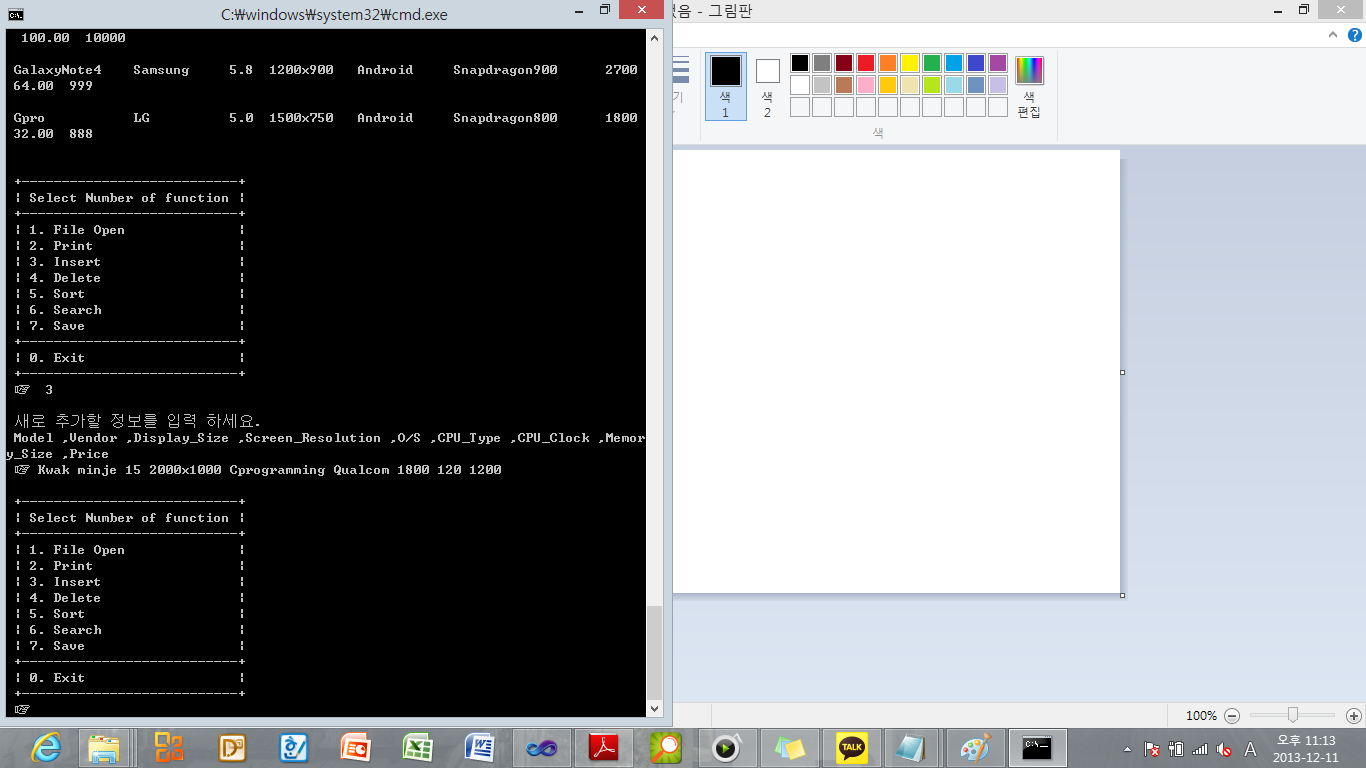 C:₩windows₩system32₩cmd.exe
100.00 10000
GalaxyNote4 Samsung 5.8 1200x900 Android Snapdragon900 2700
64.00 999
Gpro LG 5.0 1500x750 Android Snapdragon800 1800
32.00 888
+----------------------------+
| Select Number of function |
+----------------------------+
| 1. File Open |
| 2. Print |
| 3. Insert |
| 4. Delete |
| 5. Sort |
| 6. Search |
| 7. Save |
+----------------------------+
| 0. Exit |
+----------------------------+
☞ 3
새로 추가할 정보를 입력 하세요.
Model ,Vendor ,Display_Size ,Screen_Resolution ,O/S ,CPU_Type ,CPU_Clock ,Memor
y_Size ,Price
☞ Kwak minje 15 2000x1000 Cprogramming Qualcom 1800 120 1200
+----------------------------+
| Select Number of function |
+----------------------------+
| 1. File Open |
| 2. Print |
| 3. Insert |
| 4. Delete |
| 5. Sort |
| 6. Search |
| 7. Save |
+----------------------------+
| 0. Exit |
+----------------------------+
☞
- 그림판
색
1
색
2
색
편집
색
100%
TALK
A
오후 11:13
2013-12-11